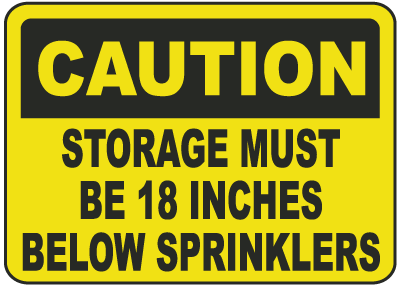 CAUTION
STORAGE MUST
BE 18 INCHES
BELOW SPRINKLERS